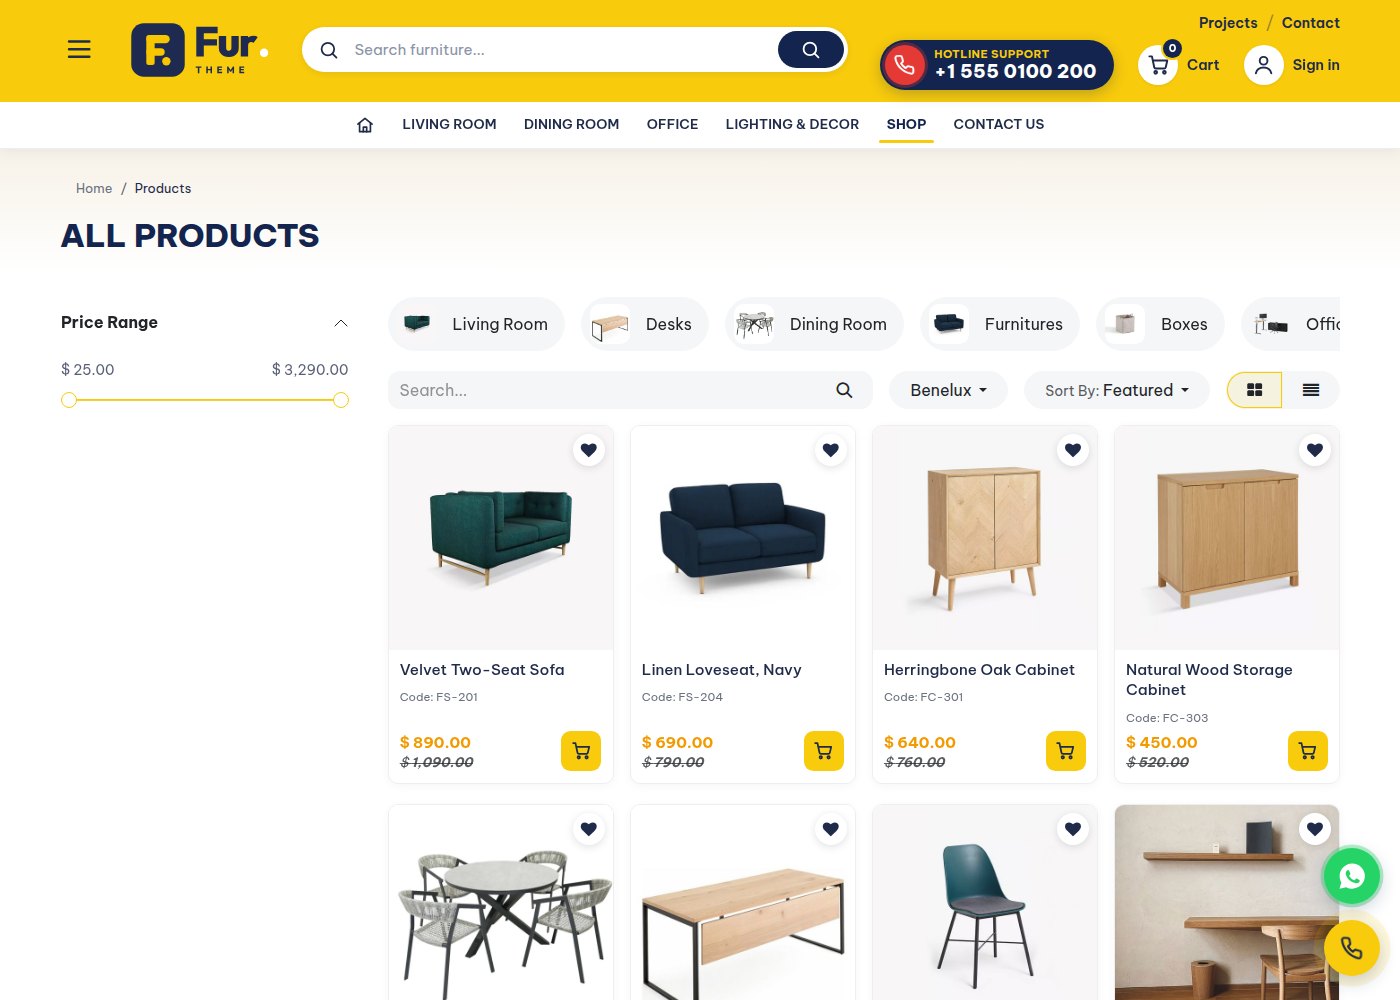 Projects / Contact
Fur.
THEME
Search furniture...
HOTLINE SUPPORT
+1 555 0100 200
0
Cart
Sign in
LIVING ROOM
DINING ROOM
OFFICE
LIGHTING & DECOR
SHOP
CONTACT US
Home / Products
ALL PRODUCTS
Price Range
$ 25.00
$ 3,290.00
Living Room
Desks
Dining Room
Furnitures
Boxes
Search...
Benelux
Sort By: Featured
Velvet Two-Seat Sofa
Code: FS-201
$ 890.00
$ 1,090.00
Linen Loveseat, Navy
Code: FS-204
$ 690.00
$ 790.00
Herringbone Oak Cabinet
Code: FC-301
$ 640.00
$ 760.00
Natural Wood Storage
Cabinet
Code: FC-303
$ 450.00
$ 520.00